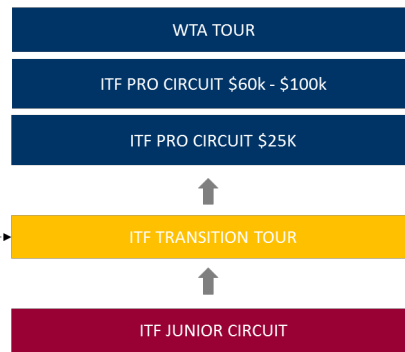 WTA TOUR
ITF PRO CIRCUIT $60k - $100k
ITF PRO CIRCUIT $25K
ITF TRANSITION TOUR
ITF JUNIOR CIRCUIT